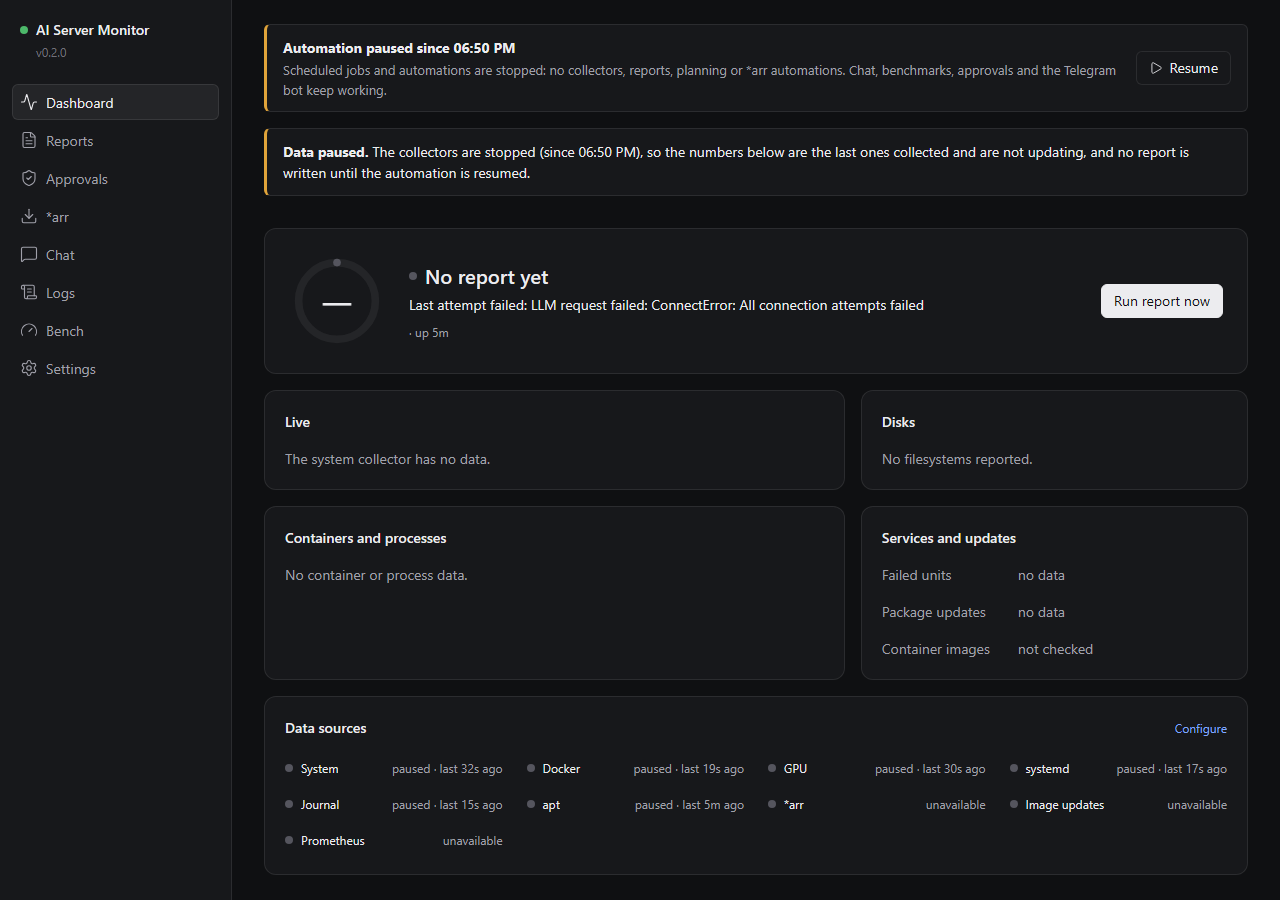 AI Server Monitor
v0.2.0
Dashboard
Reports
Approvals
*arr
Chat
Logs
Bench
Settings
Automation paused since 06:50 PM
Scheduled jobs and automations are stopped: no collectors, reports, planning or *arr automations. Chat, benchmarks, approvals and the Telegram
bot keep working.
Resume
Data paused. The collectors are stopped (since 06:50 PM), so the numbers below are the last ones collected and are not updating, and no report is
written until the automation is resumed.
—
No report yet
Last attempt failed: LLM request failed: ConnectError: All connection attempts failed
· up 5m
Run report now
Live
The system collector has no data.
Disks
No filesystems reported.
Containers and processes
No container or process data.
Services and updates
Failed units no data
Package updates no data
Container images not checked
Data sources
Configure
System paused · last 32s ago Docker paused · last 19s ago GPU paused · last 30s ago systemd paused · last 17s ago
Journal paused · last 15s ago apt paused · last 5m ago *arr unavailable Image updates unavailable
Prometheus unavailable